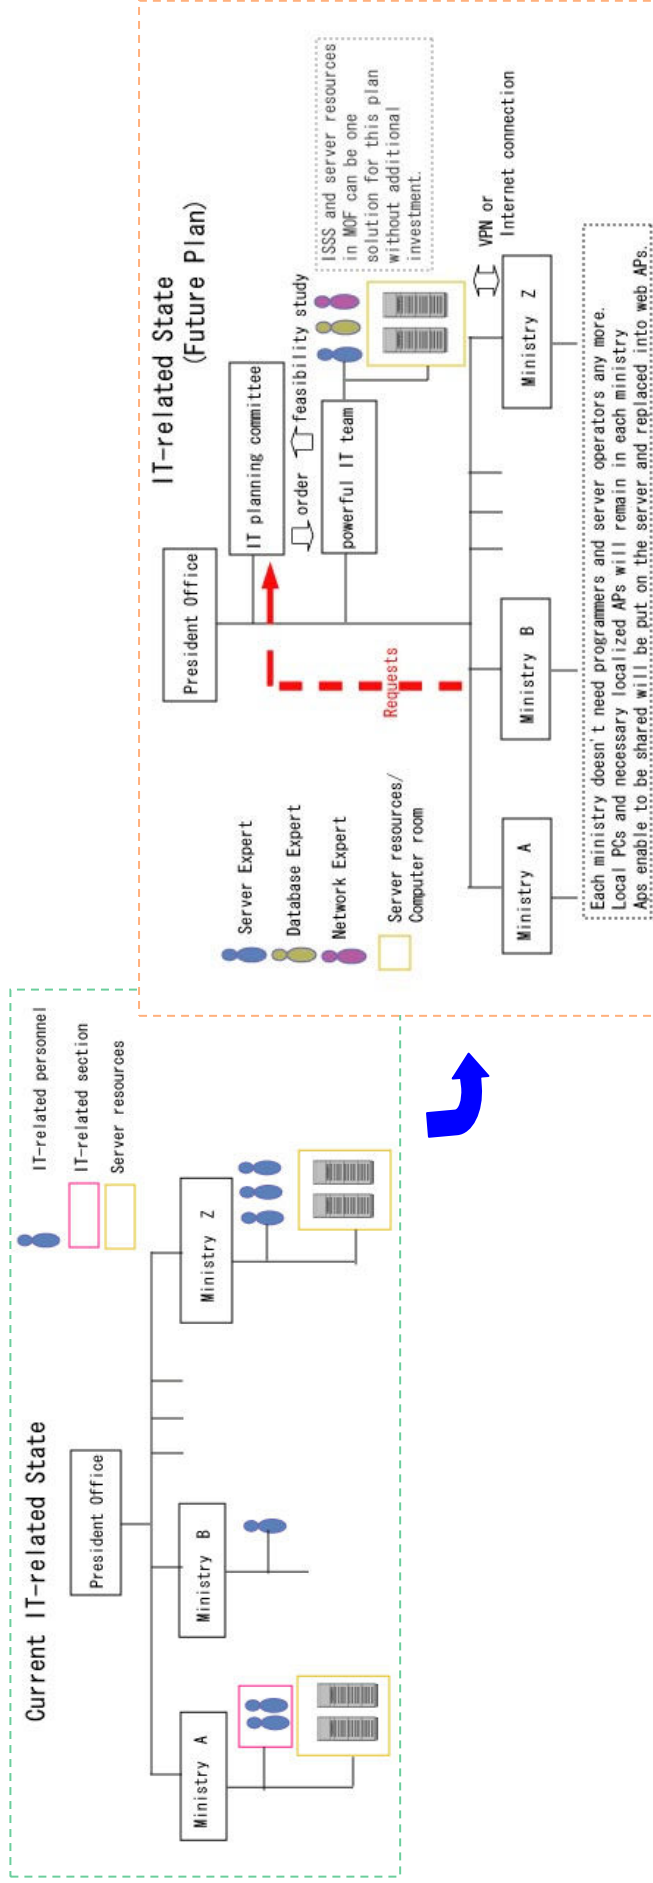 Current IT-related State
IT-related personnel
IT-related section
Server resources
President Office
Ministry A
Ministry B
Ministry Z
IT-related State
(Future Plan)
President Office
IT planning committee
order
feasibility study
powerful IT team
ISSS and server resources
in MOF can be one
solution for this plan
without additional
investment.
Server Expert
Database Expert
Network Expert
Server resources/
Computer room
Requests
VPN or
Internet connection
Ministry A
Ministry B
Ministry Z
Each ministry doesn't need programmers and server operators any more.
Local PCs and necessary localized APs will remain in each ministry
Aps enable to be shared will be put on the server and replaced into web APs.